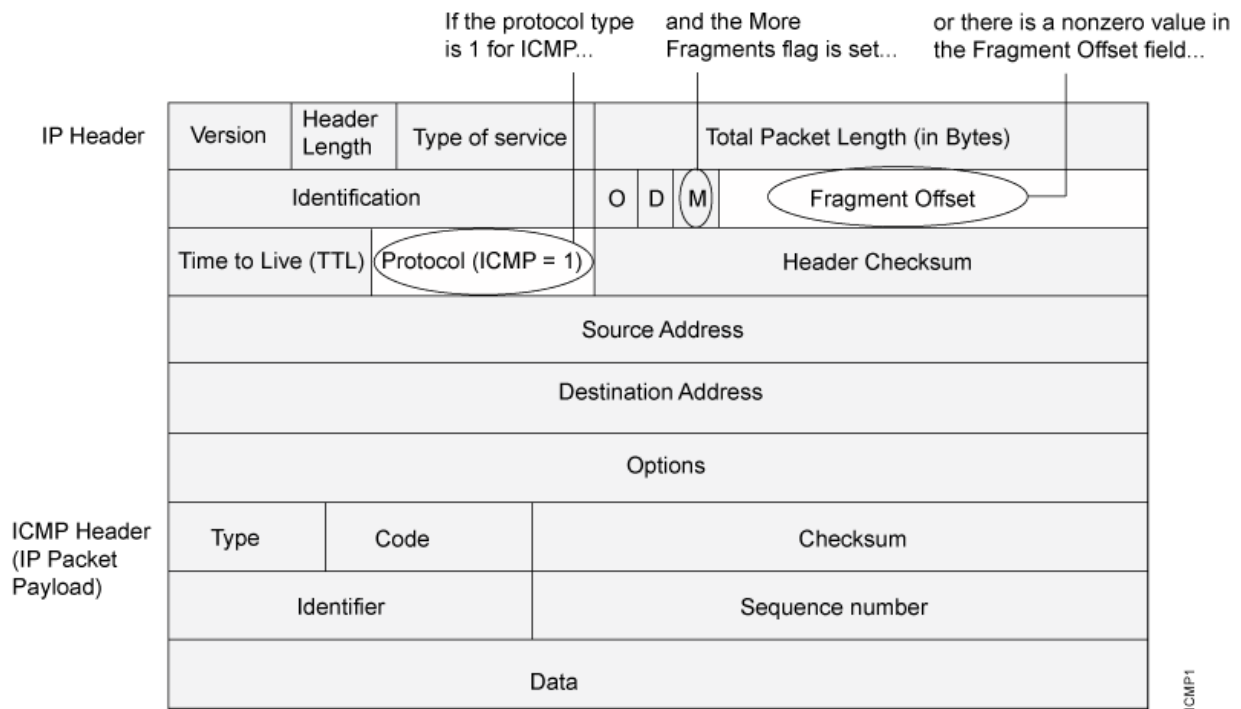 If the protocol type
is 1 for ICMP...
and the More
Fragments flag is set...
or there is a nonzero value in
the Fragment Offset field...
IP Header
Version
Header
Length
Type of service
Total Packet Length (in Bytes)
Identification
O
D
M
Fragment Offset
Time to Live (TTL)
Protocol (ICMP = 1)
Header Checksum
Source Address
Destination Address
Options
ICMP Header
(IP Packet
Payload)
Type
Code
Checksum
Identifier
Sequence number
Data
ICMP1